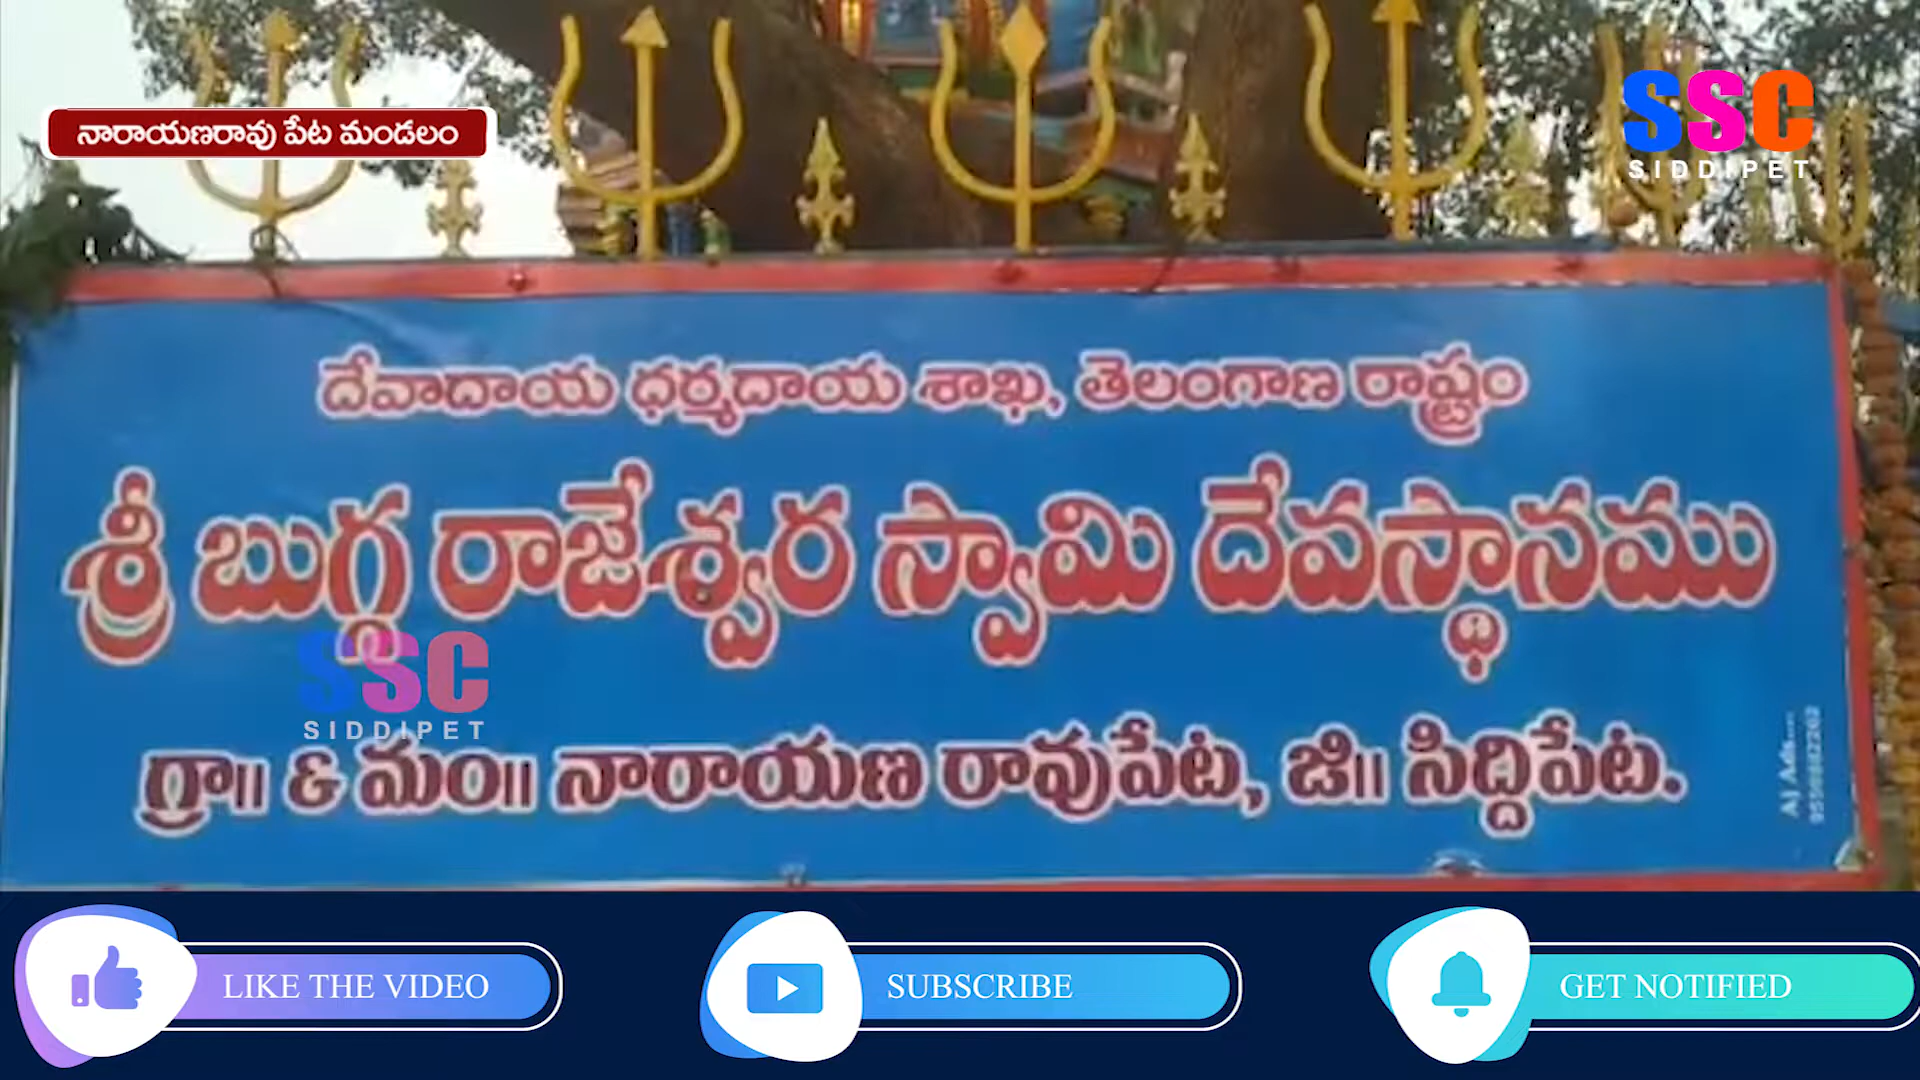 నారాయణరావు పేట మండలం
SSC
SIDDIPET
దేవాదాయ ధర్మదాయ శాఖ, తెలంగాణ రాష్ట్రం
శ్రీ బుగ్గ రాజేశ్వర స్వామి దేవస్థానము
SSC
SIDDIPET
గ్రా॥ & మం॥ నారాయణ రావుపేట, జి॥ సిద్దిపేట.
LIKE THE VIDEO
SUBSCRIBE
GET NOTIFIED